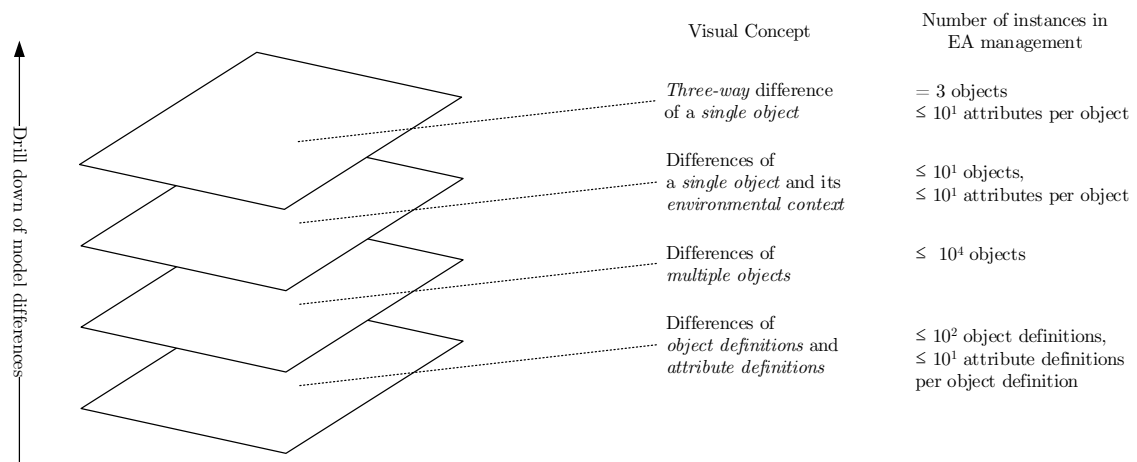 Visual Concept
Number of instances in
EA management
Drill down of model differences
Three-way difference
of a single object
= 3 objects
≤ 10¹ attributes per object
Differences of
a single object and its
environmental context
≤ 10¹ objects,
≤ 10¹ attributes per object
Differences of
multiple objects
≤ 10⁴ objects
Differences of
object definitions and
attribute definitions
≤ 10² object definitions,
≤ 10¹ attribute definitions
per object definition